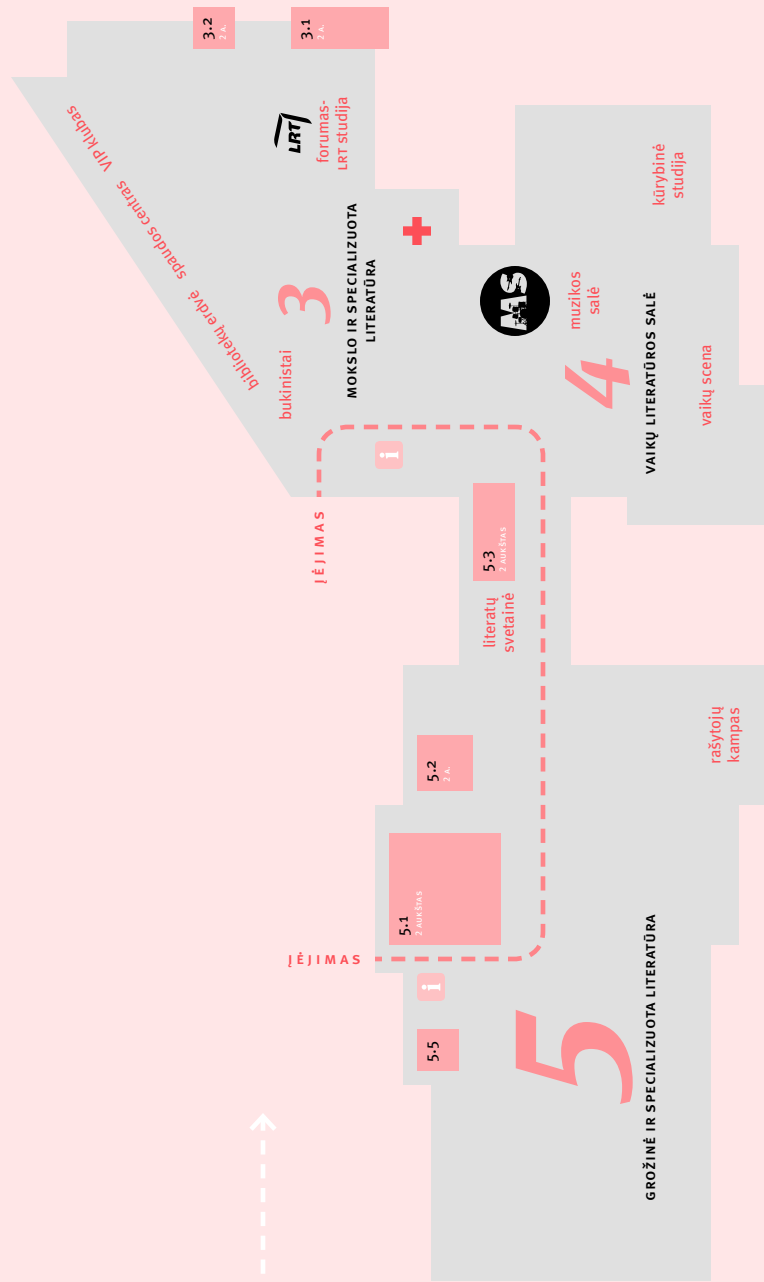 3.2
2 A.
3.1
2 A.
VIP klubas
spaudos centras
bibliotekų erdvė
LRT
forumas-
LRT studija
bukinistai
3
MOKSLO IR SPECIALIZUOTA
LITERATŪRA
kūrybinė
studija
MS
muzikos
salė
4
VAIKŲ LITERATŪROS SALĖ
vaikų scena
i
ĮĖJIMAS
5.3
2 AUKŠTAS
literatų
svetainė
rašytojų
kampas
5.2
2 A.
5.1
2 AUKŠTAS
ĮĖJIMAS
i
5.5
5
GROŽINĖ IR SPECIALIZUOTA LITERATŪRA